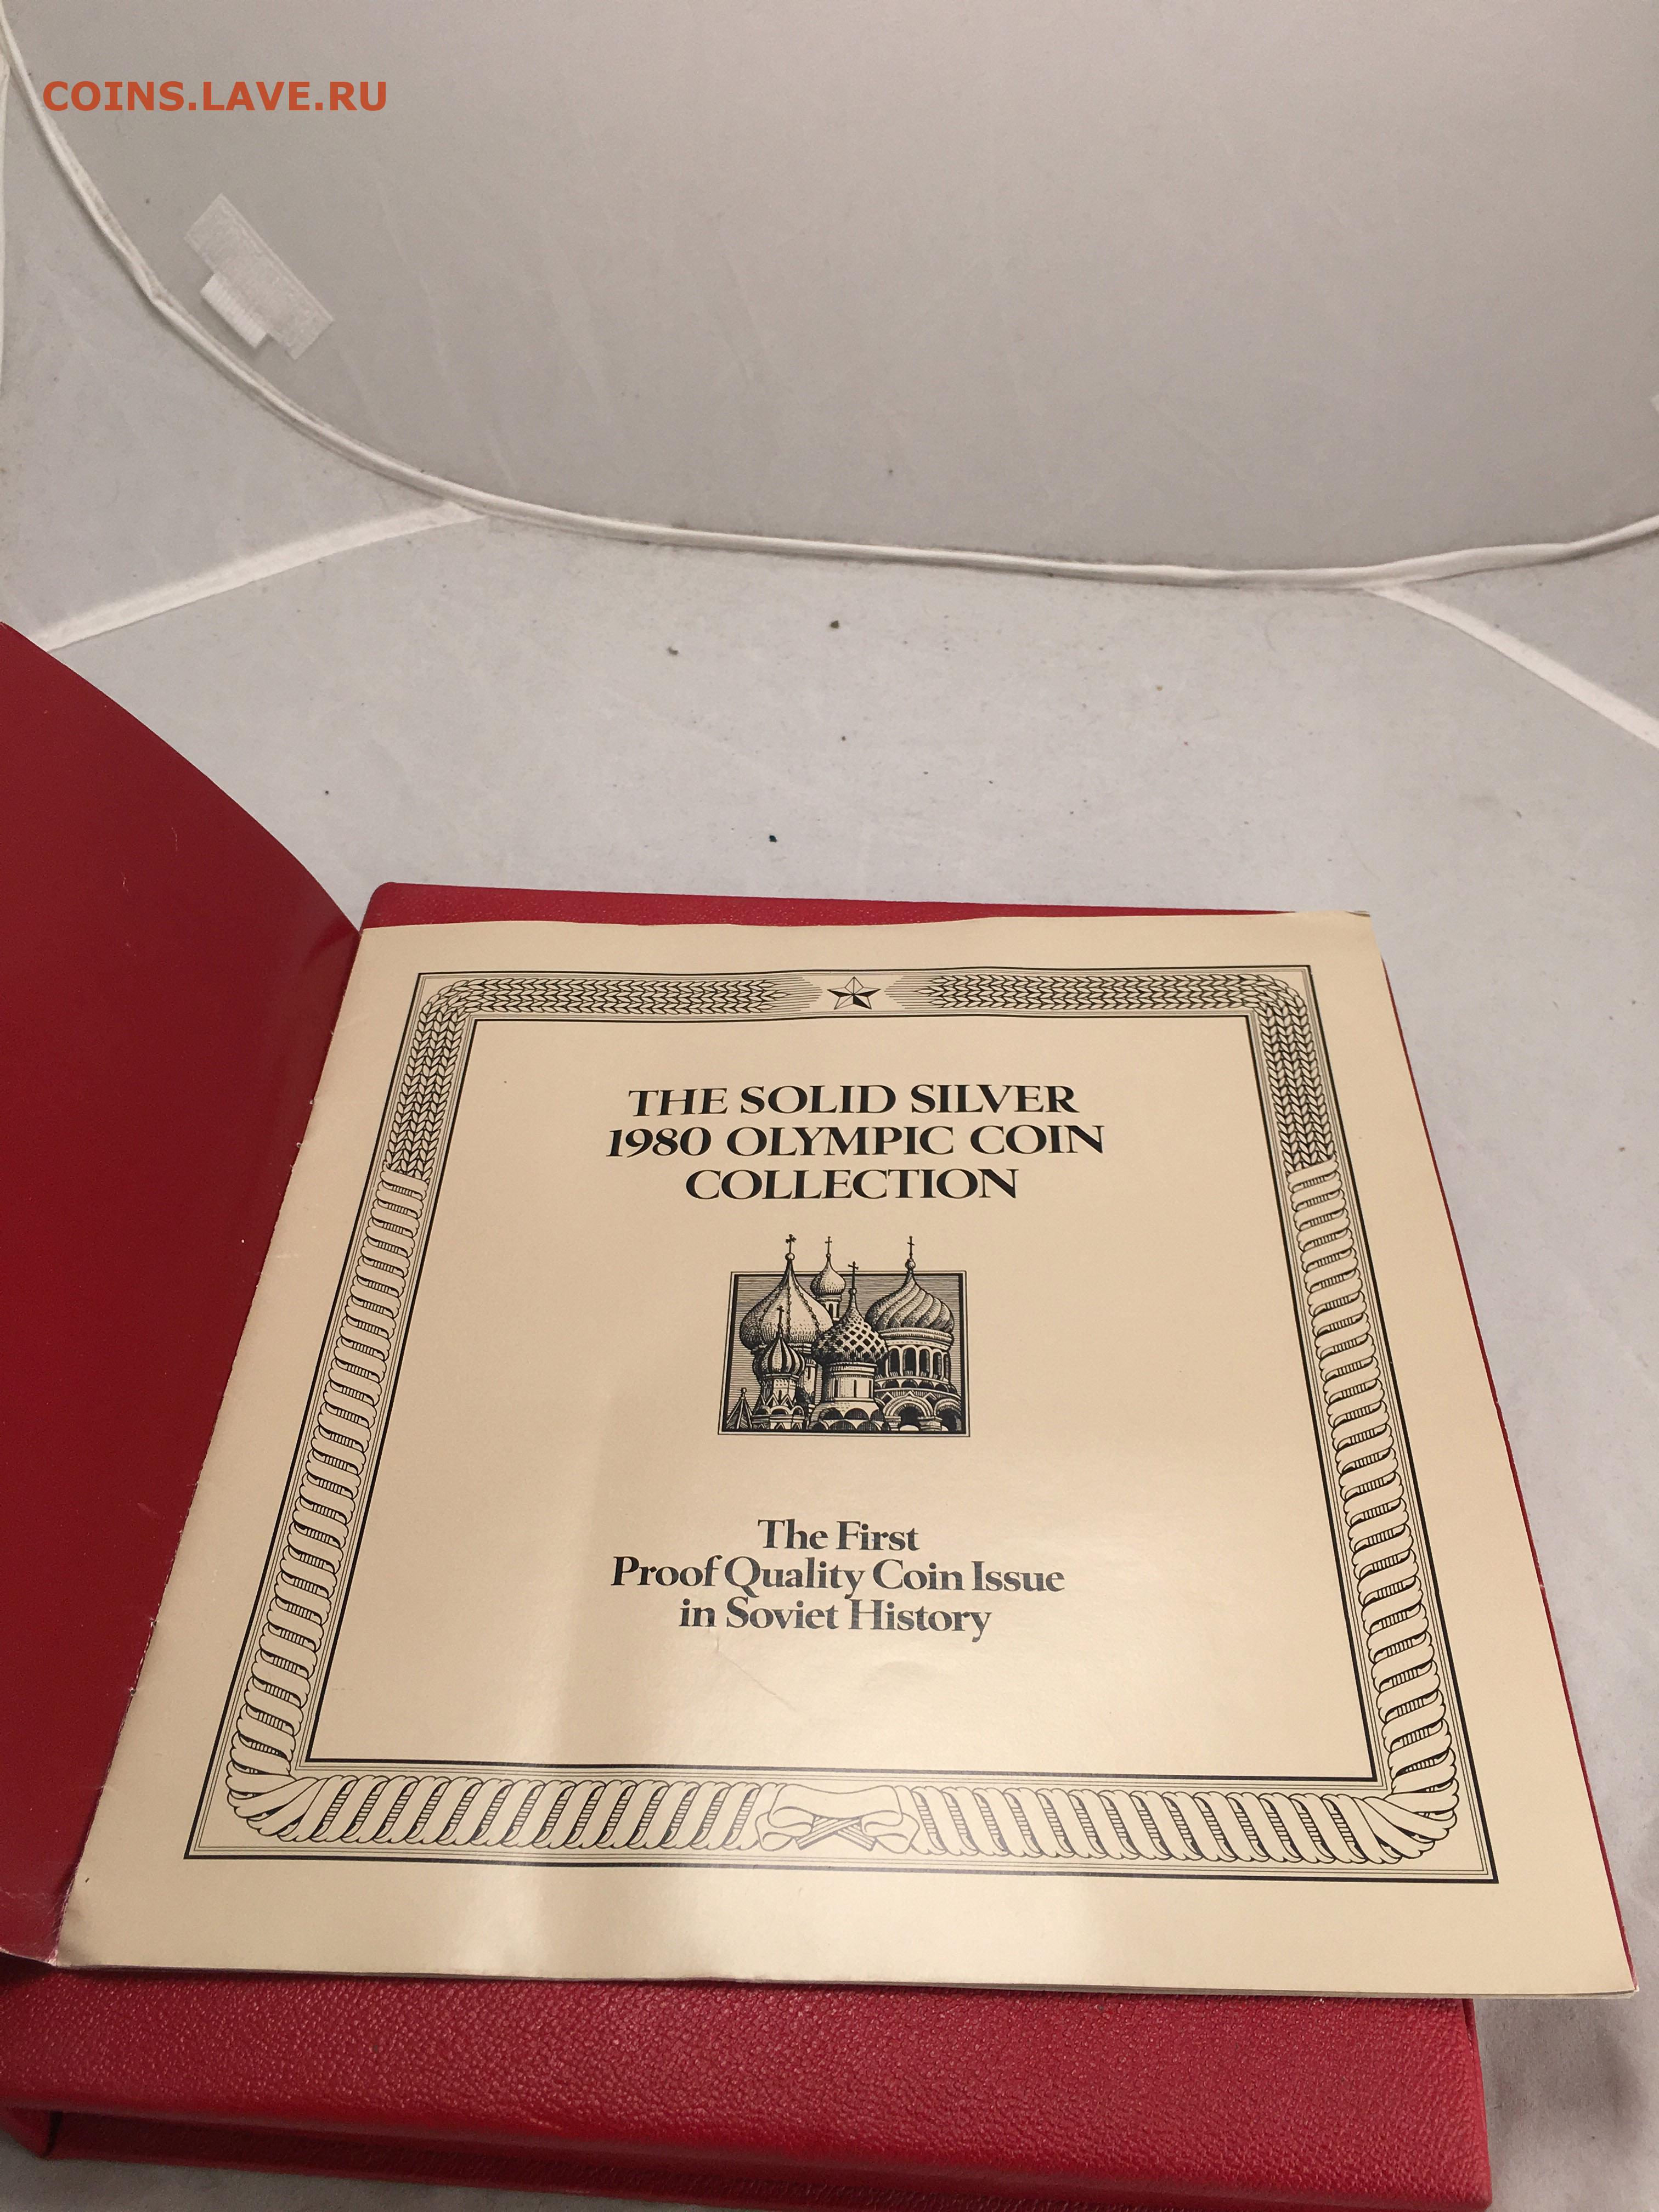 COINS.LAVE.RU
THE SOLID SILVER
1980 OLYMPIC COIN
COLLECTION
The First
Proof Quality Coin Issue
in Soviet History